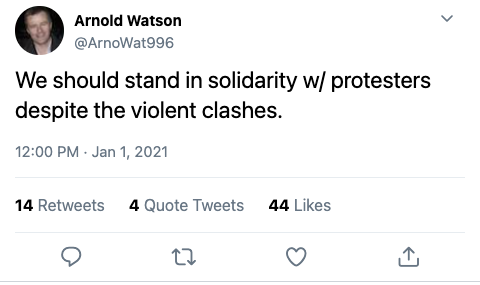 Arnold Watson
@ArnoWat996
We should stand in solidarity w/ protesters
despite the violent clashes.
12:00 PM · Jan 1, 2021
14 Retweets 4 Quote Tweets 44 Likes